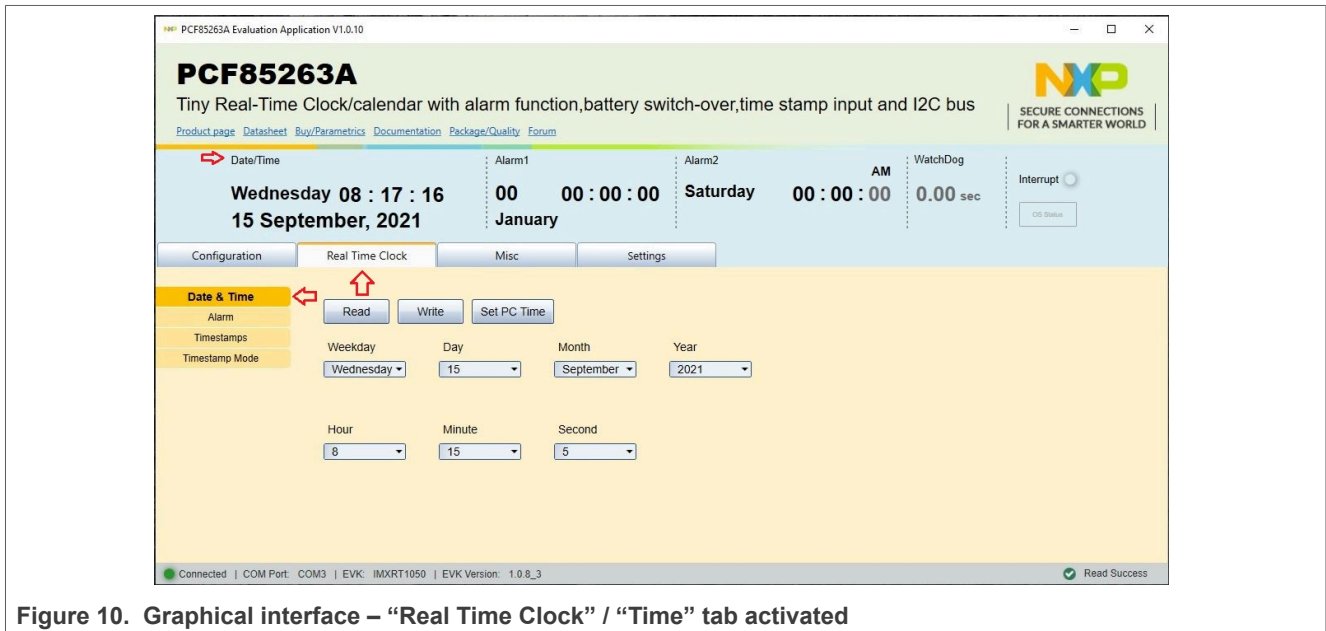 PCF85263A Evaluation Application V1.0.10
PCF85263A
Tiny Real-Time Clock/calendar with alarm function,battery switch-over,time stamp input and I2C bus
Product page Datasheet Buy/Parametrics Documentation Package/Quality Forum
NXP
SECURE CONNECTIONS
FOR A SMARTER WORLD
Date/Time
Wednesday 08 : 17 : 16
15 September, 2021
Alarm1
00 00 : 00 : 00
January
Alarm2
AM
Saturday 00 : 00 : 00
WatchDog
0.00 sec
Interrupt
OS Status
Configuration Real Time Clock Misc Settings
Date & Time
Alarm
Timestamps
Timestamp Mode
Read Write Set PC Time
Weekday Day Month Year
Wednesday 15 September 2021
Hour Minute Second
8 15 5
Connected | COM Port: COM3 | EVK: IMXRT1050 | EVK Version: 1.0.8_3
Read Success
Figure 10. Graphical interface – “Real Time Clock” / “Time” tab activated